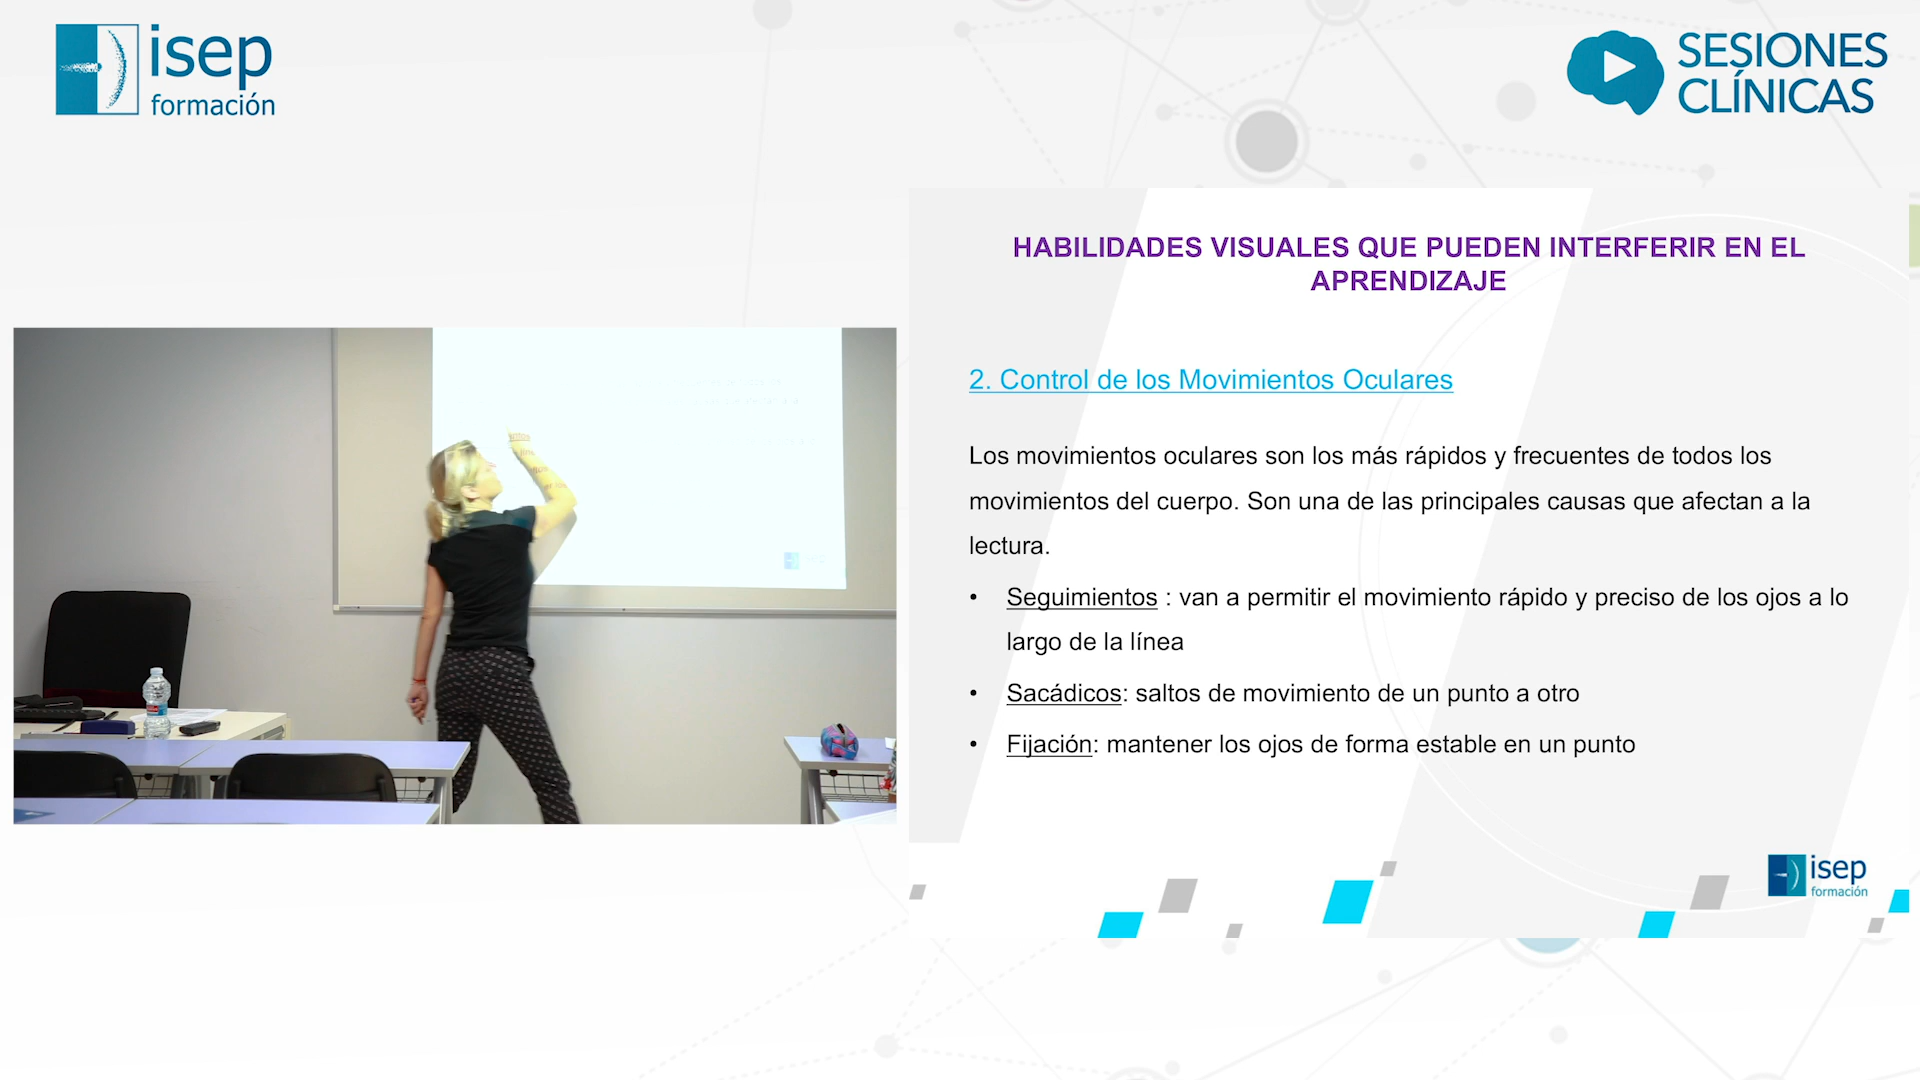 isep
formación
SESIONES
CLÍNICAS
HABILIDADES VISUALES QUE PUEDEN INTERFERIR EN EL
APRENDIZAJE
2. Control de los Movimientos Oculares
Los movimientos oculares son los más rápidos y frecuentes de todos los
movimientos del cuerpo. Son una de las principales causas que afectan a la
lectura.
• Seguimientos : van a permitir el movimiento rápido y preciso de los ojos a lo
largo de la línea
• Sacádicos: saltos de movimiento de un punto a otro
• Fijación: mantener los ojos de forma estable en un punto
isep
formación